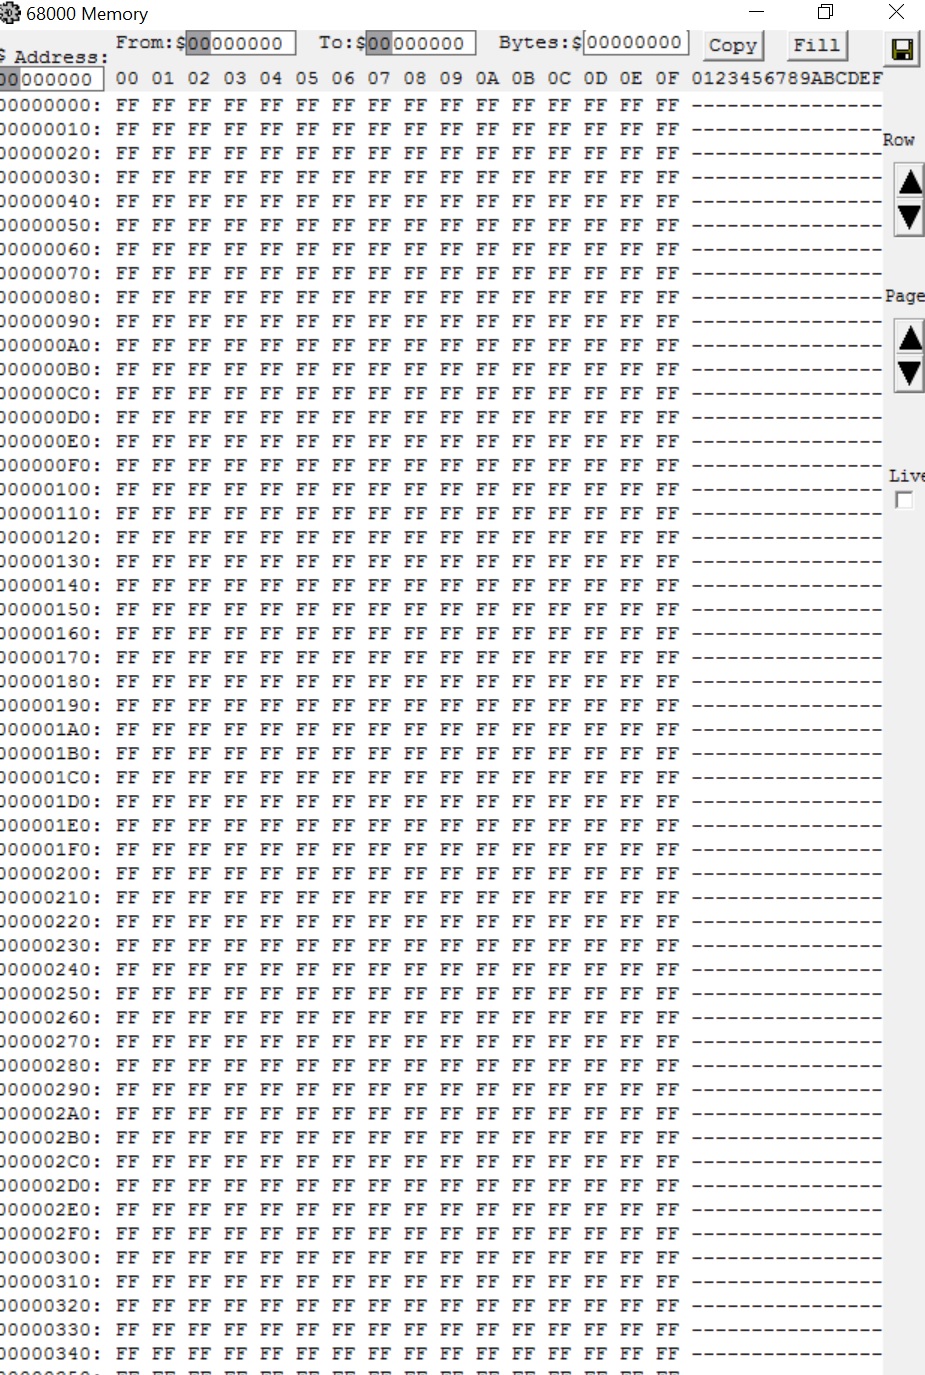 68000 Memory
From:$00000000 To:$00000000 Bytes:$00000000 Copy Fill
$ Address:
00000000 00 01 02 03 04 05 06 07 08 09 0A 0B 0C 0D 0E 0F 0123456789ABCDEF
00000000: FF FF FF FF FF FF FF FF FF FF FF FF FF FF FF FF ----------------
00000010: FF FF FF FF FF FF FF FF FF FF FF FF FF FF FF FF ----------------
Row
00000020: FF FF FF FF FF FF FF FF FF FF FF FF FF FF FF FF ----------------
00000030: FF FF FF FF FF FF FF FF FF FF FF FF FF FF FF FF ----------------
00000040: FF FF FF FF FF FF FF FF FF FF FF FF FF FF FF FF ----------------
00000050: FF FF FF FF FF FF FF FF FF FF FF FF FF FF FF FF ----------------
00000060: FF FF FF FF FF FF FF FF FF FF FF FF FF FF FF FF ----------------
00000070: FF FF FF FF FF FF FF FF FF FF FF FF FF FF FF FF ----------------
00000080: FF FF FF FF FF FF FF FF FF FF FF FF FF FF FF FF ----------------
Page
00000090: FF FF FF FF FF FF FF FF FF FF FF FF FF FF FF FF ----------------
000000A0: FF FF FF FF FF FF FF FF FF FF FF FF FF FF FF FF ----------------
000000B0: FF FF FF FF FF FF FF FF FF FF FF FF FF FF FF FF ----------------
000000C0: FF FF FF FF FF FF FF FF FF FF FF FF FF FF FF FF ----------------
000000D0: FF FF FF FF FF FF FF FF FF FF FF FF FF FF FF FF ----------------
000000E0: FF FF FF FF FF FF FF FF FF FF FF FF FF FF FF FF ----------------
000000F0: FF FF FF FF FF FF FF FF FF FF FF FF FF FF FF FF ----------------
Live
00000100: FF FF FF FF FF FF FF FF FF FF FF FF FF FF FF FF ----------------
00000110: FF FF FF FF FF FF FF FF FF FF FF FF FF FF FF FF ----------------
00000120: FF FF FF FF FF FF FF FF FF FF FF FF FF FF FF FF ----------------
00000130: FF FF FF FF FF FF FF FF FF FF FF FF FF FF FF FF ----------------
00000140: FF FF FF FF FF FF FF FF FF FF FF FF FF FF FF FF ----------------
00000150: FF FF FF FF FF FF FF FF FF FF FF FF FF FF FF FF ----------------
00000160: FF FF FF FF FF FF FF FF FF FF FF FF FF FF FF FF ----------------
00000170: FF FF FF FF FF FF FF FF FF FF FF FF FF FF FF FF ----------------
00000180: FF FF FF FF FF FF FF FF FF FF FF FF FF FF FF FF ----------------
00000190: FF FF FF FF FF FF FF FF FF FF FF FF FF FF FF FF ----------------
000001A0: FF FF FF FF FF FF FF FF FF FF FF FF FF FF FF FF ----------------
000001B0: FF FF FF FF FF FF FF FF FF FF FF FF FF FF FF FF ----------------
000001C0: FF FF FF FF FF FF FF FF FF FF FF FF FF FF FF FF ----------------
000001D0: FF FF FF FF FF FF FF FF FF FF FF FF FF FF FF FF ----------------
000001E0: FF FF FF FF FF FF FF FF FF FF FF FF FF FF FF FF ----------------
000001F0: FF FF FF FF FF FF FF FF FF FF FF FF FF FF FF FF ----------------
00000200: FF FF FF FF FF FF FF FF FF FF FF FF FF FF FF FF ----------------
00000210: FF FF FF FF FF FF FF FF FF FF FF FF FF FF FF FF ----------------
00000220: FF FF FF FF FF FF FF FF FF FF FF FF FF FF FF FF ----------------
00000230: FF FF FF FF FF FF FF FF FF FF FF FF FF FF FF FF ----------------
00000240: FF FF FF FF FF FF FF FF FF FF FF FF FF FF FF FF ----------------
00000250: FF FF FF FF FF FF FF FF FF FF FF FF FF FF FF FF ----------------
00000260: FF FF FF FF FF FF FF FF FF FF FF FF FF FF FF FF ----------------
00000270: FF FF FF FF FF FF FF FF FF FF FF FF FF FF FF FF ----------------
00000280: FF FF FF FF FF FF FF FF FF FF FF FF FF FF FF FF ----------------
00000290: FF FF FF FF FF FF FF FF FF FF FF FF FF FF FF FF ----------------
000002A0: FF FF FF FF FF FF FF FF FF FF FF FF FF FF FF FF ----------------
000002B0: FF FF FF FF FF FF FF FF FF FF FF FF FF FF FF FF ----------------
000002C0: FF FF FF FF FF FF FF FF FF FF FF FF FF FF FF FF ----------------
000002D0: FF FF FF FF FF FF FF FF FF FF FF FF FF FF FF FF ----------------
000002E0: FF FF FF FF FF FF FF FF FF FF FF FF FF FF FF FF ----------------
000002F0: FF FF FF FF FF FF FF FF FF FF FF FF FF FF FF FF ----------------
00000300: FF FF FF FF FF FF FF FF FF FF FF FF FF FF FF FF ----------------
00000310: FF FF FF FF FF FF FF FF FF FF FF FF FF FF FF FF ----------------
00000320: FF FF FF FF FF FF FF FF FF FF FF FF FF FF FF FF ----------------
00000330: FF FF FF FF FF FF FF FF FF FF FF FF FF FF FF FF ----------------
00000340: FF FF FF FF FF FF FF FF FF FF FF FF FF FF FF FF ----------------